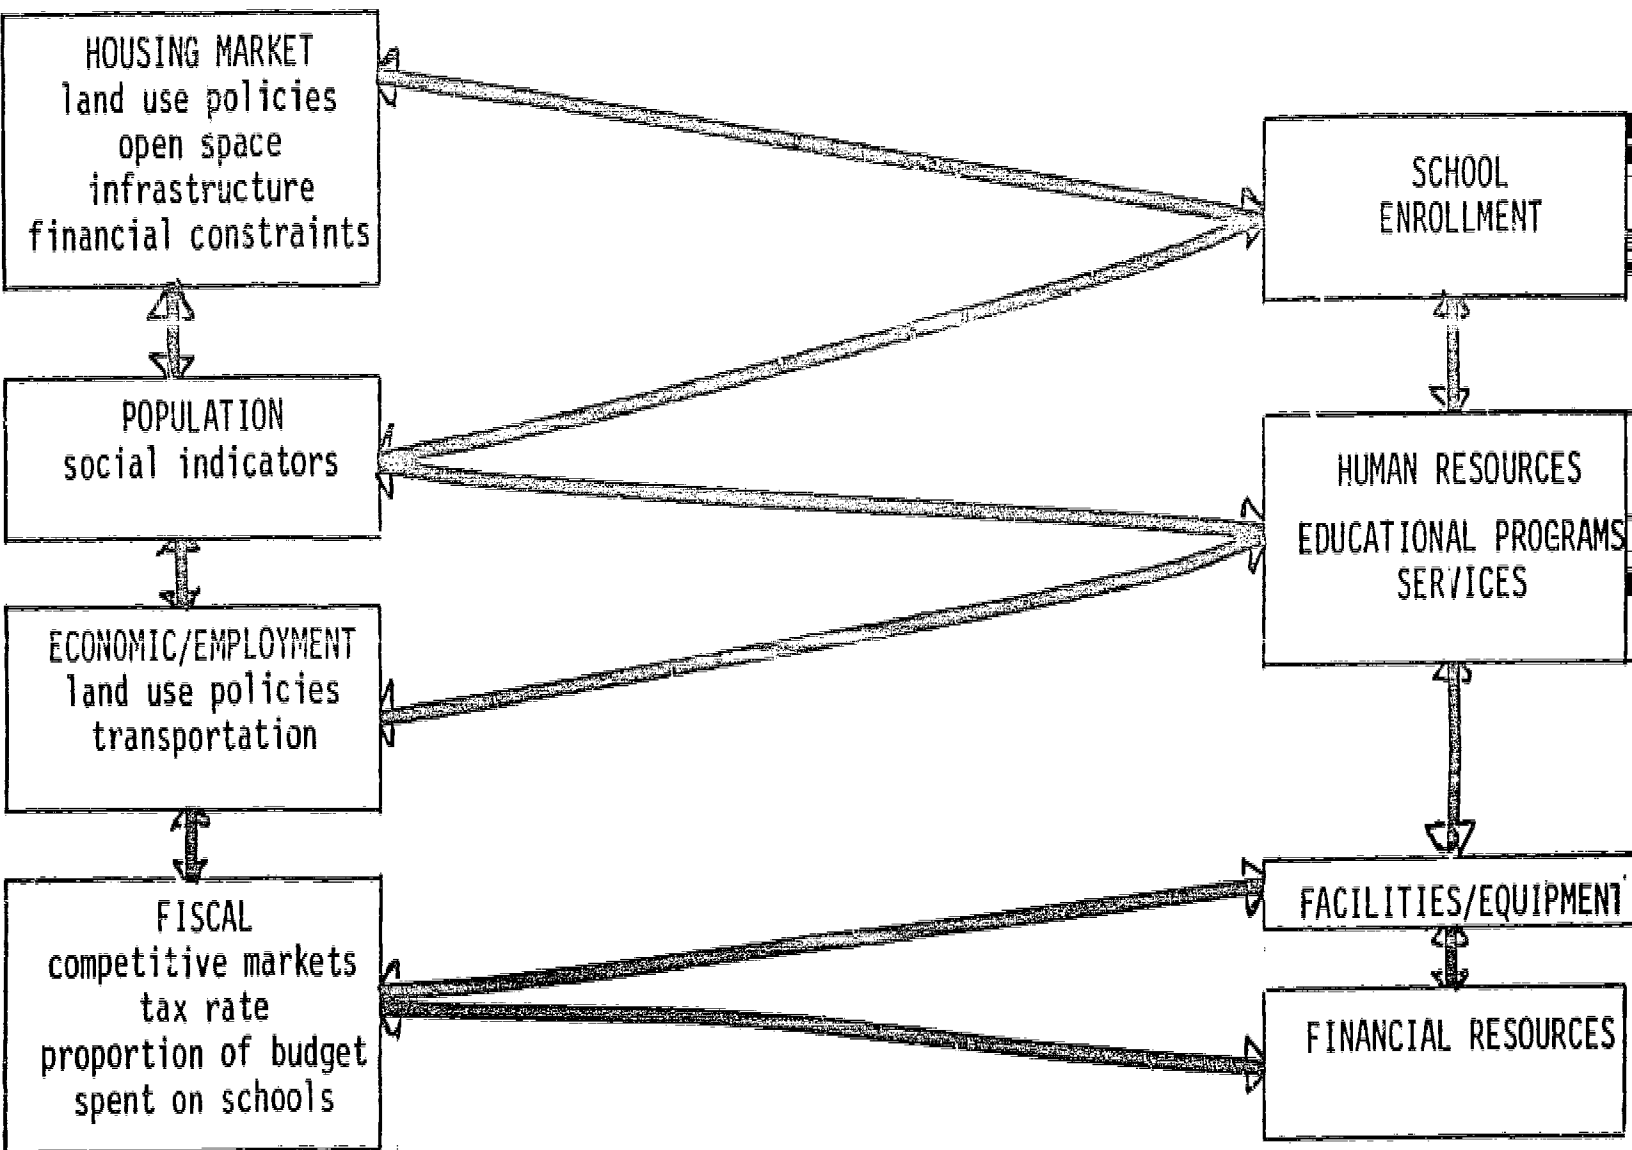 HOUSING MARKET
land use policies
open space
infrastructure
financial constraints
POPULATION
social indicators
ECONOMIC/EMPLOYMENT
land use policies
transportation
FISCAL
competitive markets
tax rate
proportion of budget
spent on schools
SCHOOL
ENROLLMENT
HUMAN RESOURCES
EDUCATIONAL PROGRAMS
SERVICES
FACILITIES/EQUIPMENT
FINANCIAL RESOURCES